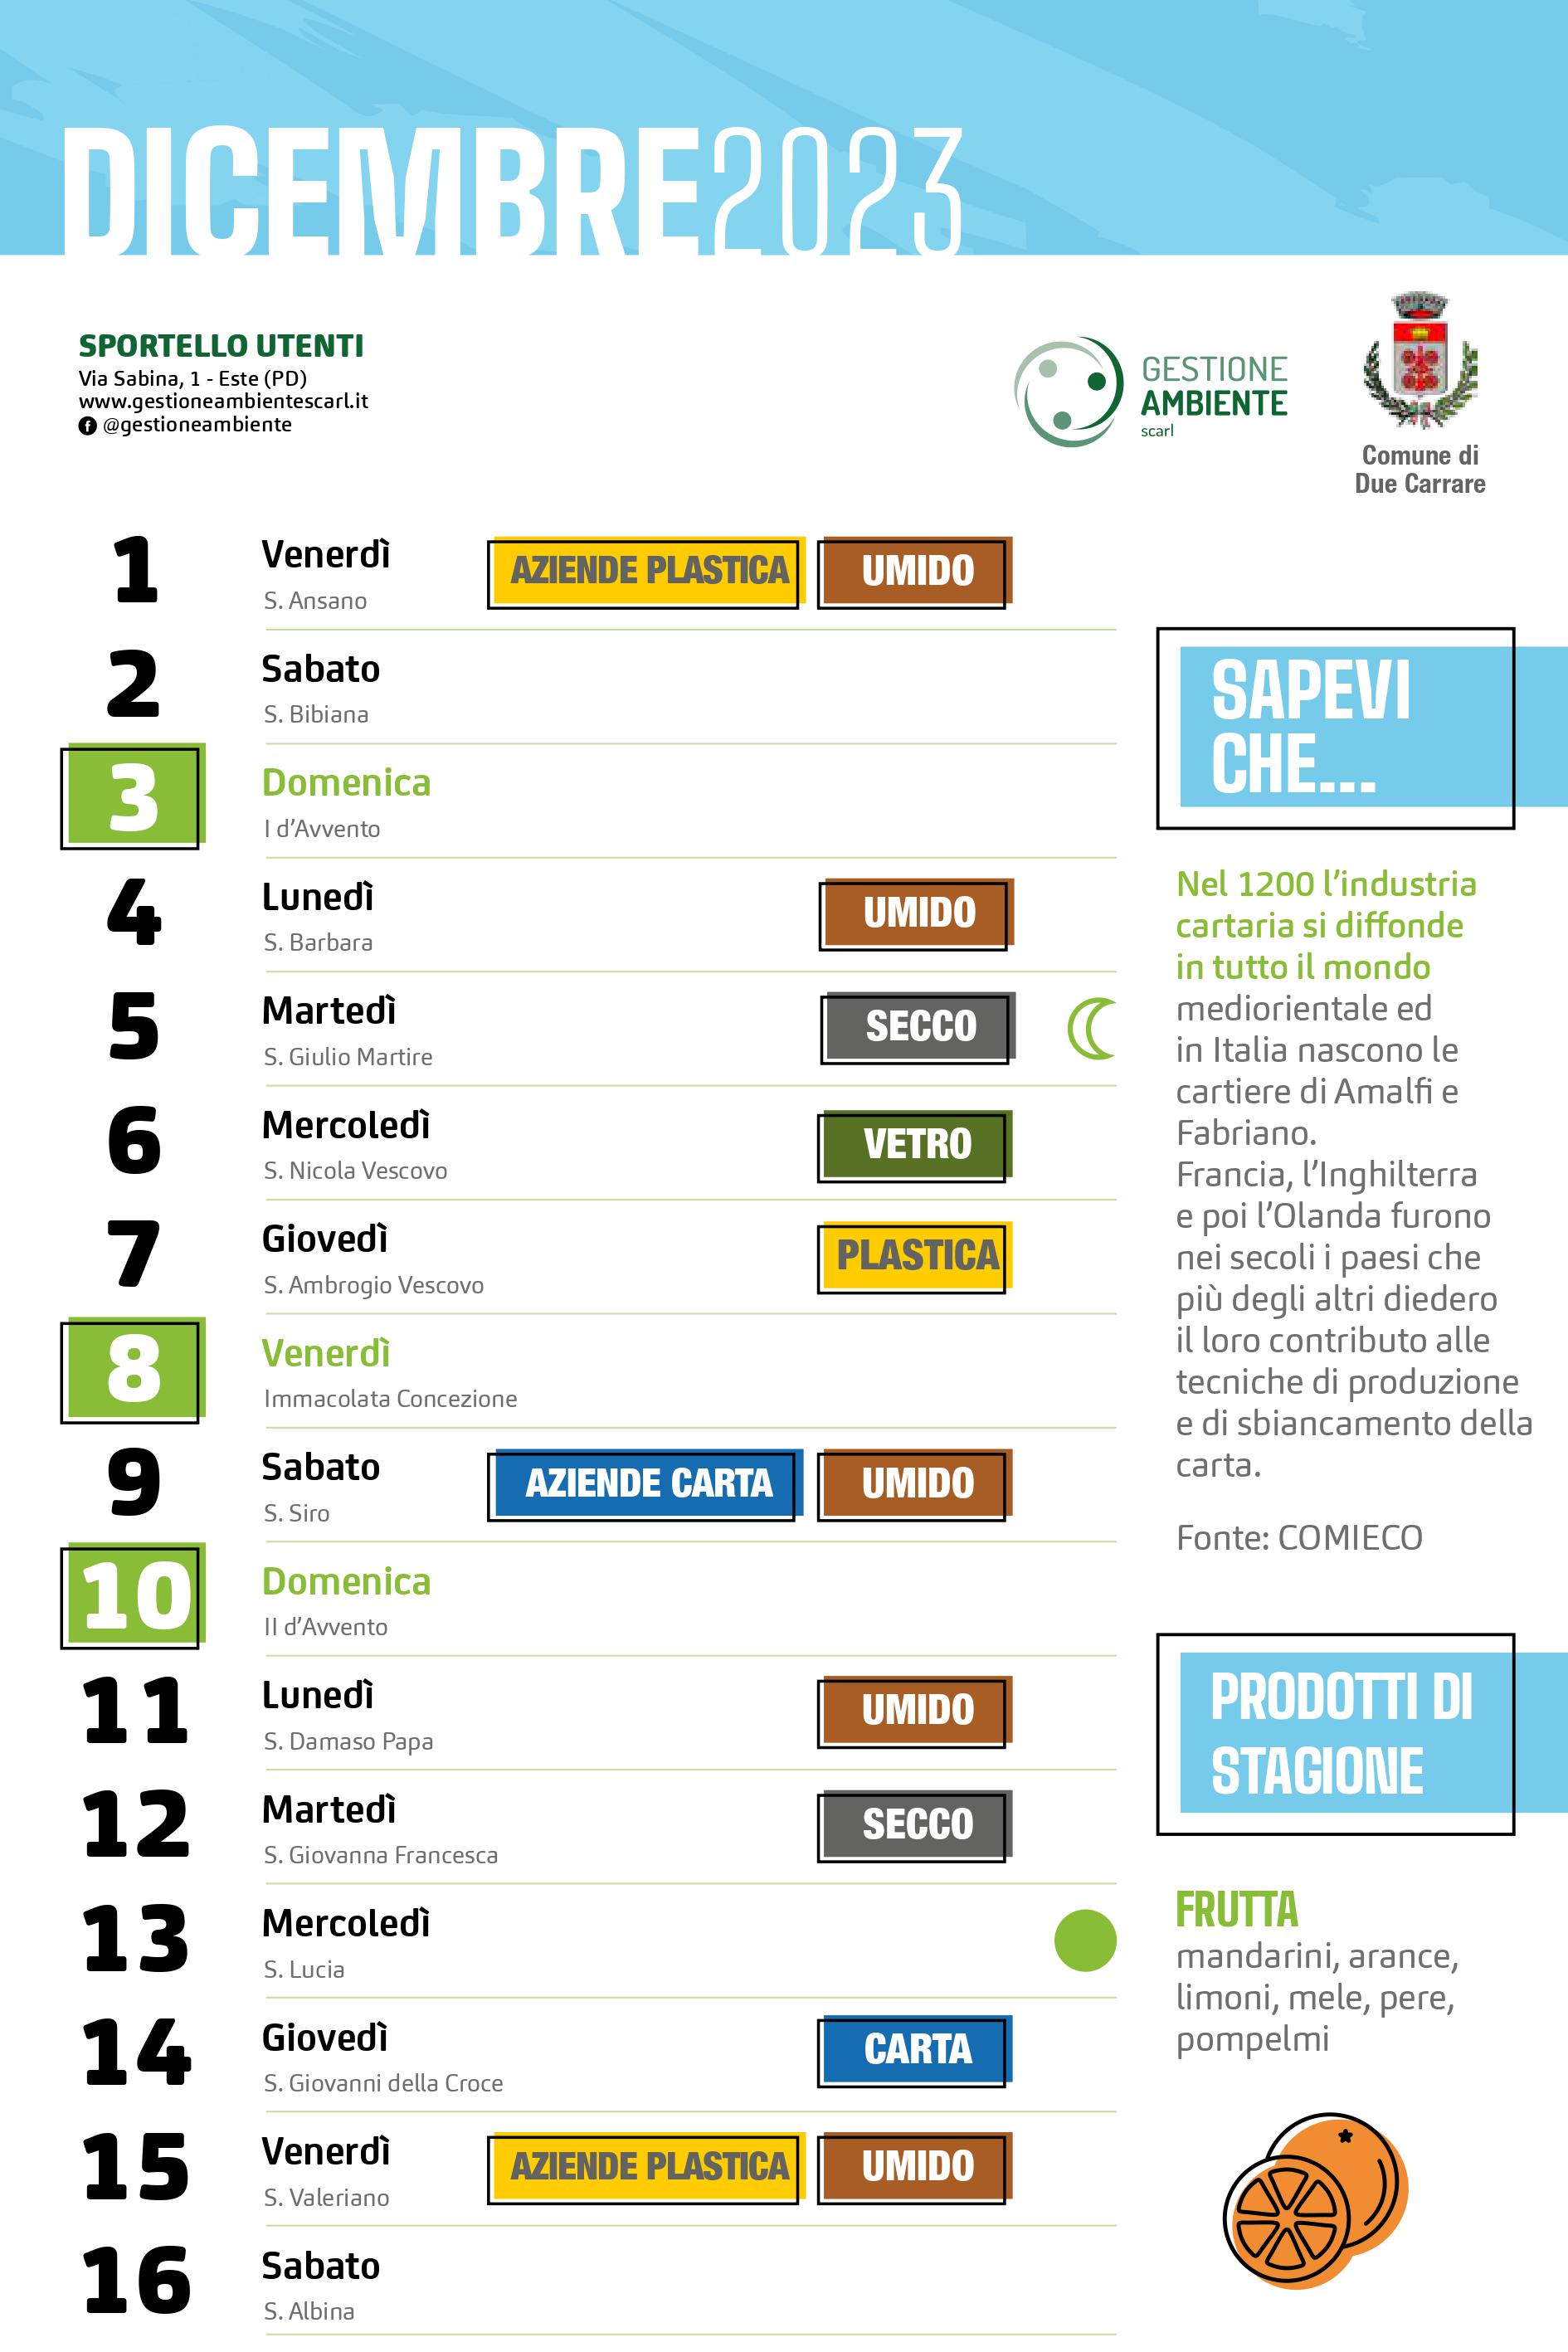 DICEMBRE2023
SPORTELLO UTENTI
Via Sabina, 1 - Este (PD)
www.gestioneambientescarl.it
@gestioneambiente
GESTIONE
AMBIENTE
scarl
Comune di
Due Carrare
1 Venerdì AZIENDE PLASTICA UMIDO
S. Ansano
2 Sabato
S. Bibiana
3 Domenica
I d’Avvento
4 Lunedì UMIDO
S. Barbara
5 Martedì SECCO
S. Giulio Martire
6 Mercoledì VETRO
S. Nicola Vescovo
7 Giovedì PLASTICA
S. Ambrogio Vescovo
8 Venerdì
Immacolata Concezione
9 Sabato AZIENDE CARTA UMIDO
S. Siro
10 Domenica
II d’Avvento
11 Lunedì UMIDO
S. Damaso Papa
12 Martedì SECCO
S. Giovanna Francesca
13 Mercoledì
S. Lucia
14 Giovedì CARTA
S. Giovanni della Croce
15 Venerdì AZIENDE PLASTICA UMIDO
S. Valeriano
16 Sabato
S. Albina
SAPEVI
CHE...
Nel 1200 l’industria
cartaria si diffonde
in tutto il mondo
mediorientale ed
in Italia nascono le
cartiere di Amalfi e
Fabriano.
Francia, l’Inghilterra
e poi l’Olanda furono
nei secoli i paesi che
più degli altri diedero
il loro contributo alle
tecniche di produzione
e di sbiancamento della
carta.
Fonte: COMIECO
PRODOTTI DI
STAGIONE
FRUTTA
mandarini, arance,
limoni, mele, pere,
pompelmi